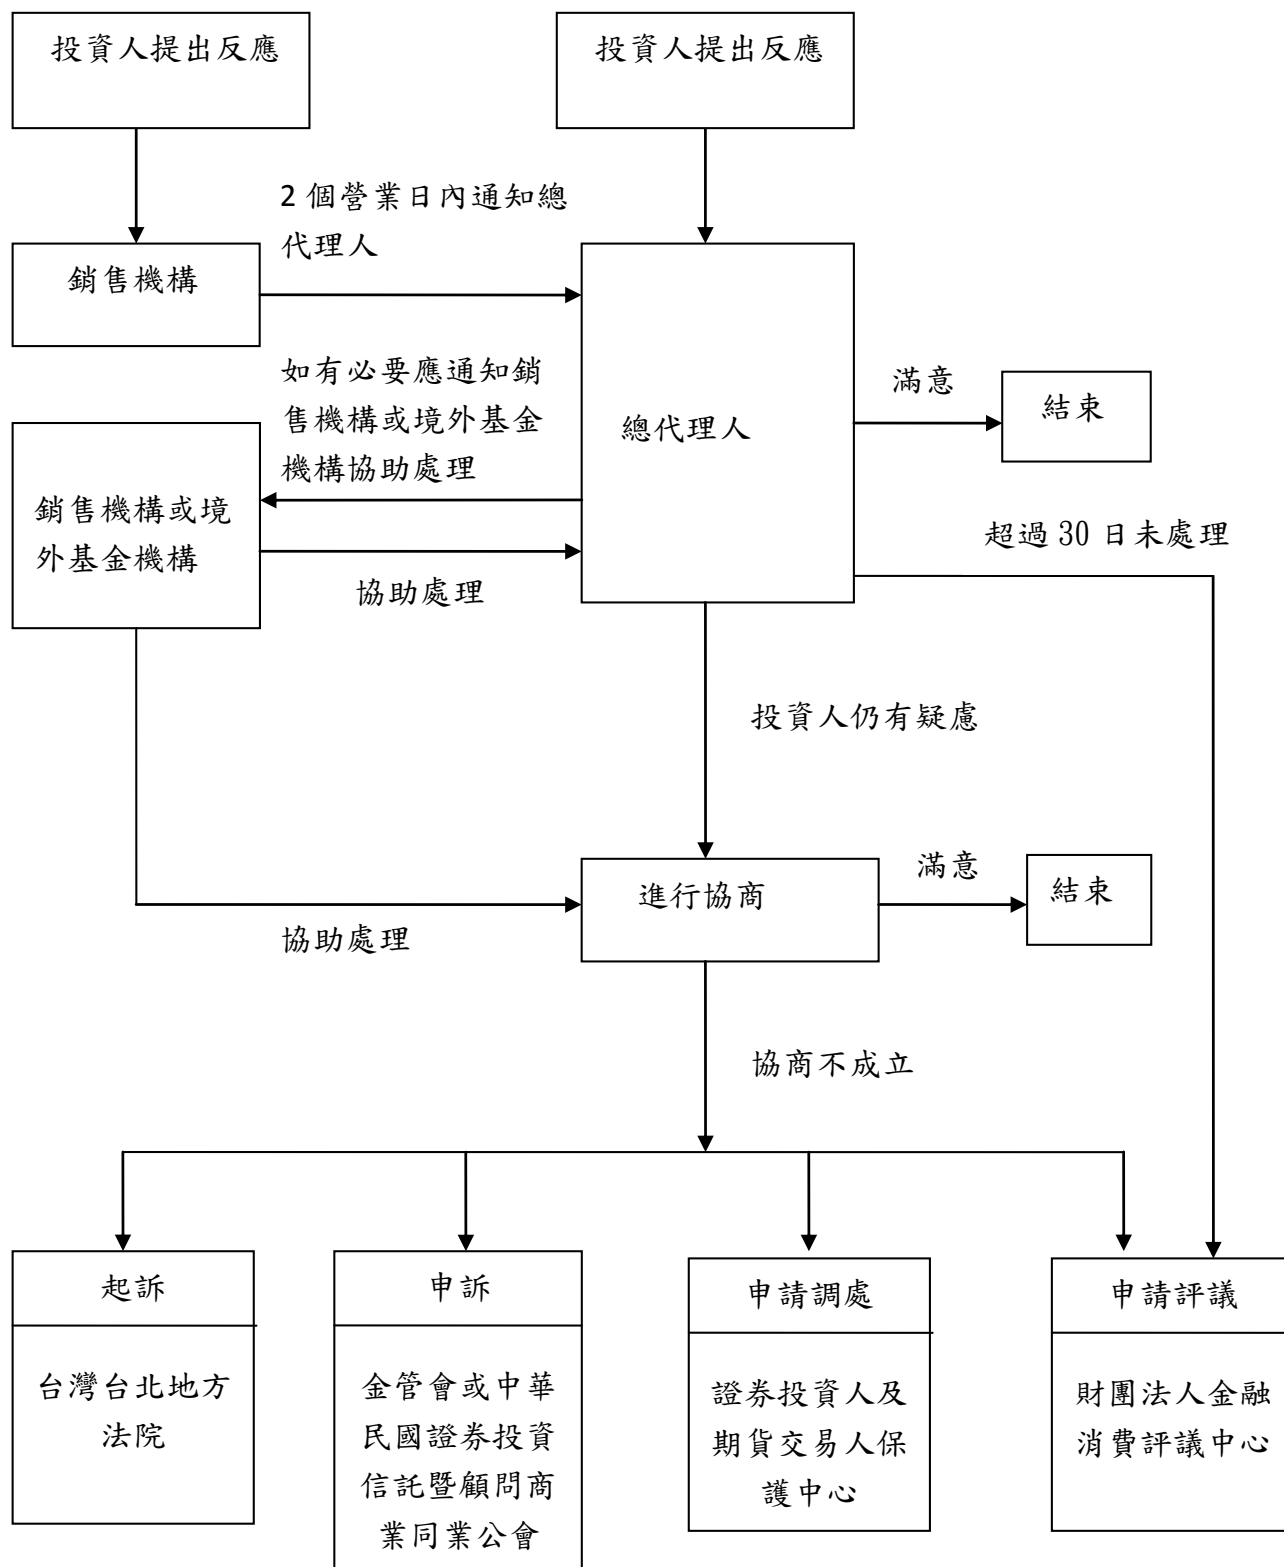 投資人提出反應
投資人提出反應
2 個營業日內通知總
代理人
銷售機構
如有必要應通知銷
售機構或境外基金
機構協助處理
總代理人
滿意
結束
銷售機構或境
外基金機構
超過 30 日未處理
協助處理
投資人仍有疑慮
進行協商
滿意
結束
協助處理
協商不成立
起訴
台灣台北地方
法院
申訴
金管會或中華
民國證券投資
信託暨顧問商
業同業公會
申請調處
證券投資人及
期貨交易人保
護中心
申請評議
財團法人金融
消費評議中心